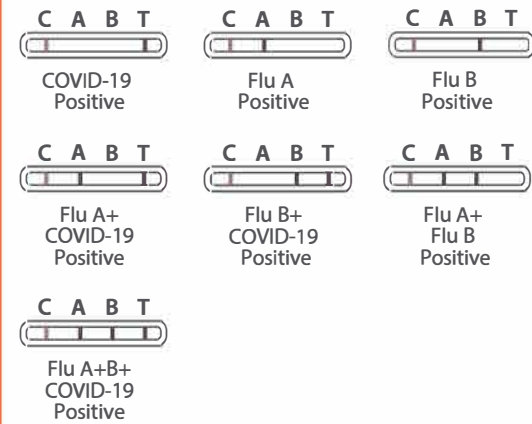 C A B T
COVID-19
Positive
C A B T
Flu A
Positive
C A B T
Flu B
Positive
C A B T
Flu A+
COVID-19
Positive
C A B T
Flu B+
COVID-19
Positive
C A B T
Flu A+
Flu B
Positive
C A B T
Flu A+B+
COVID-19
Positive